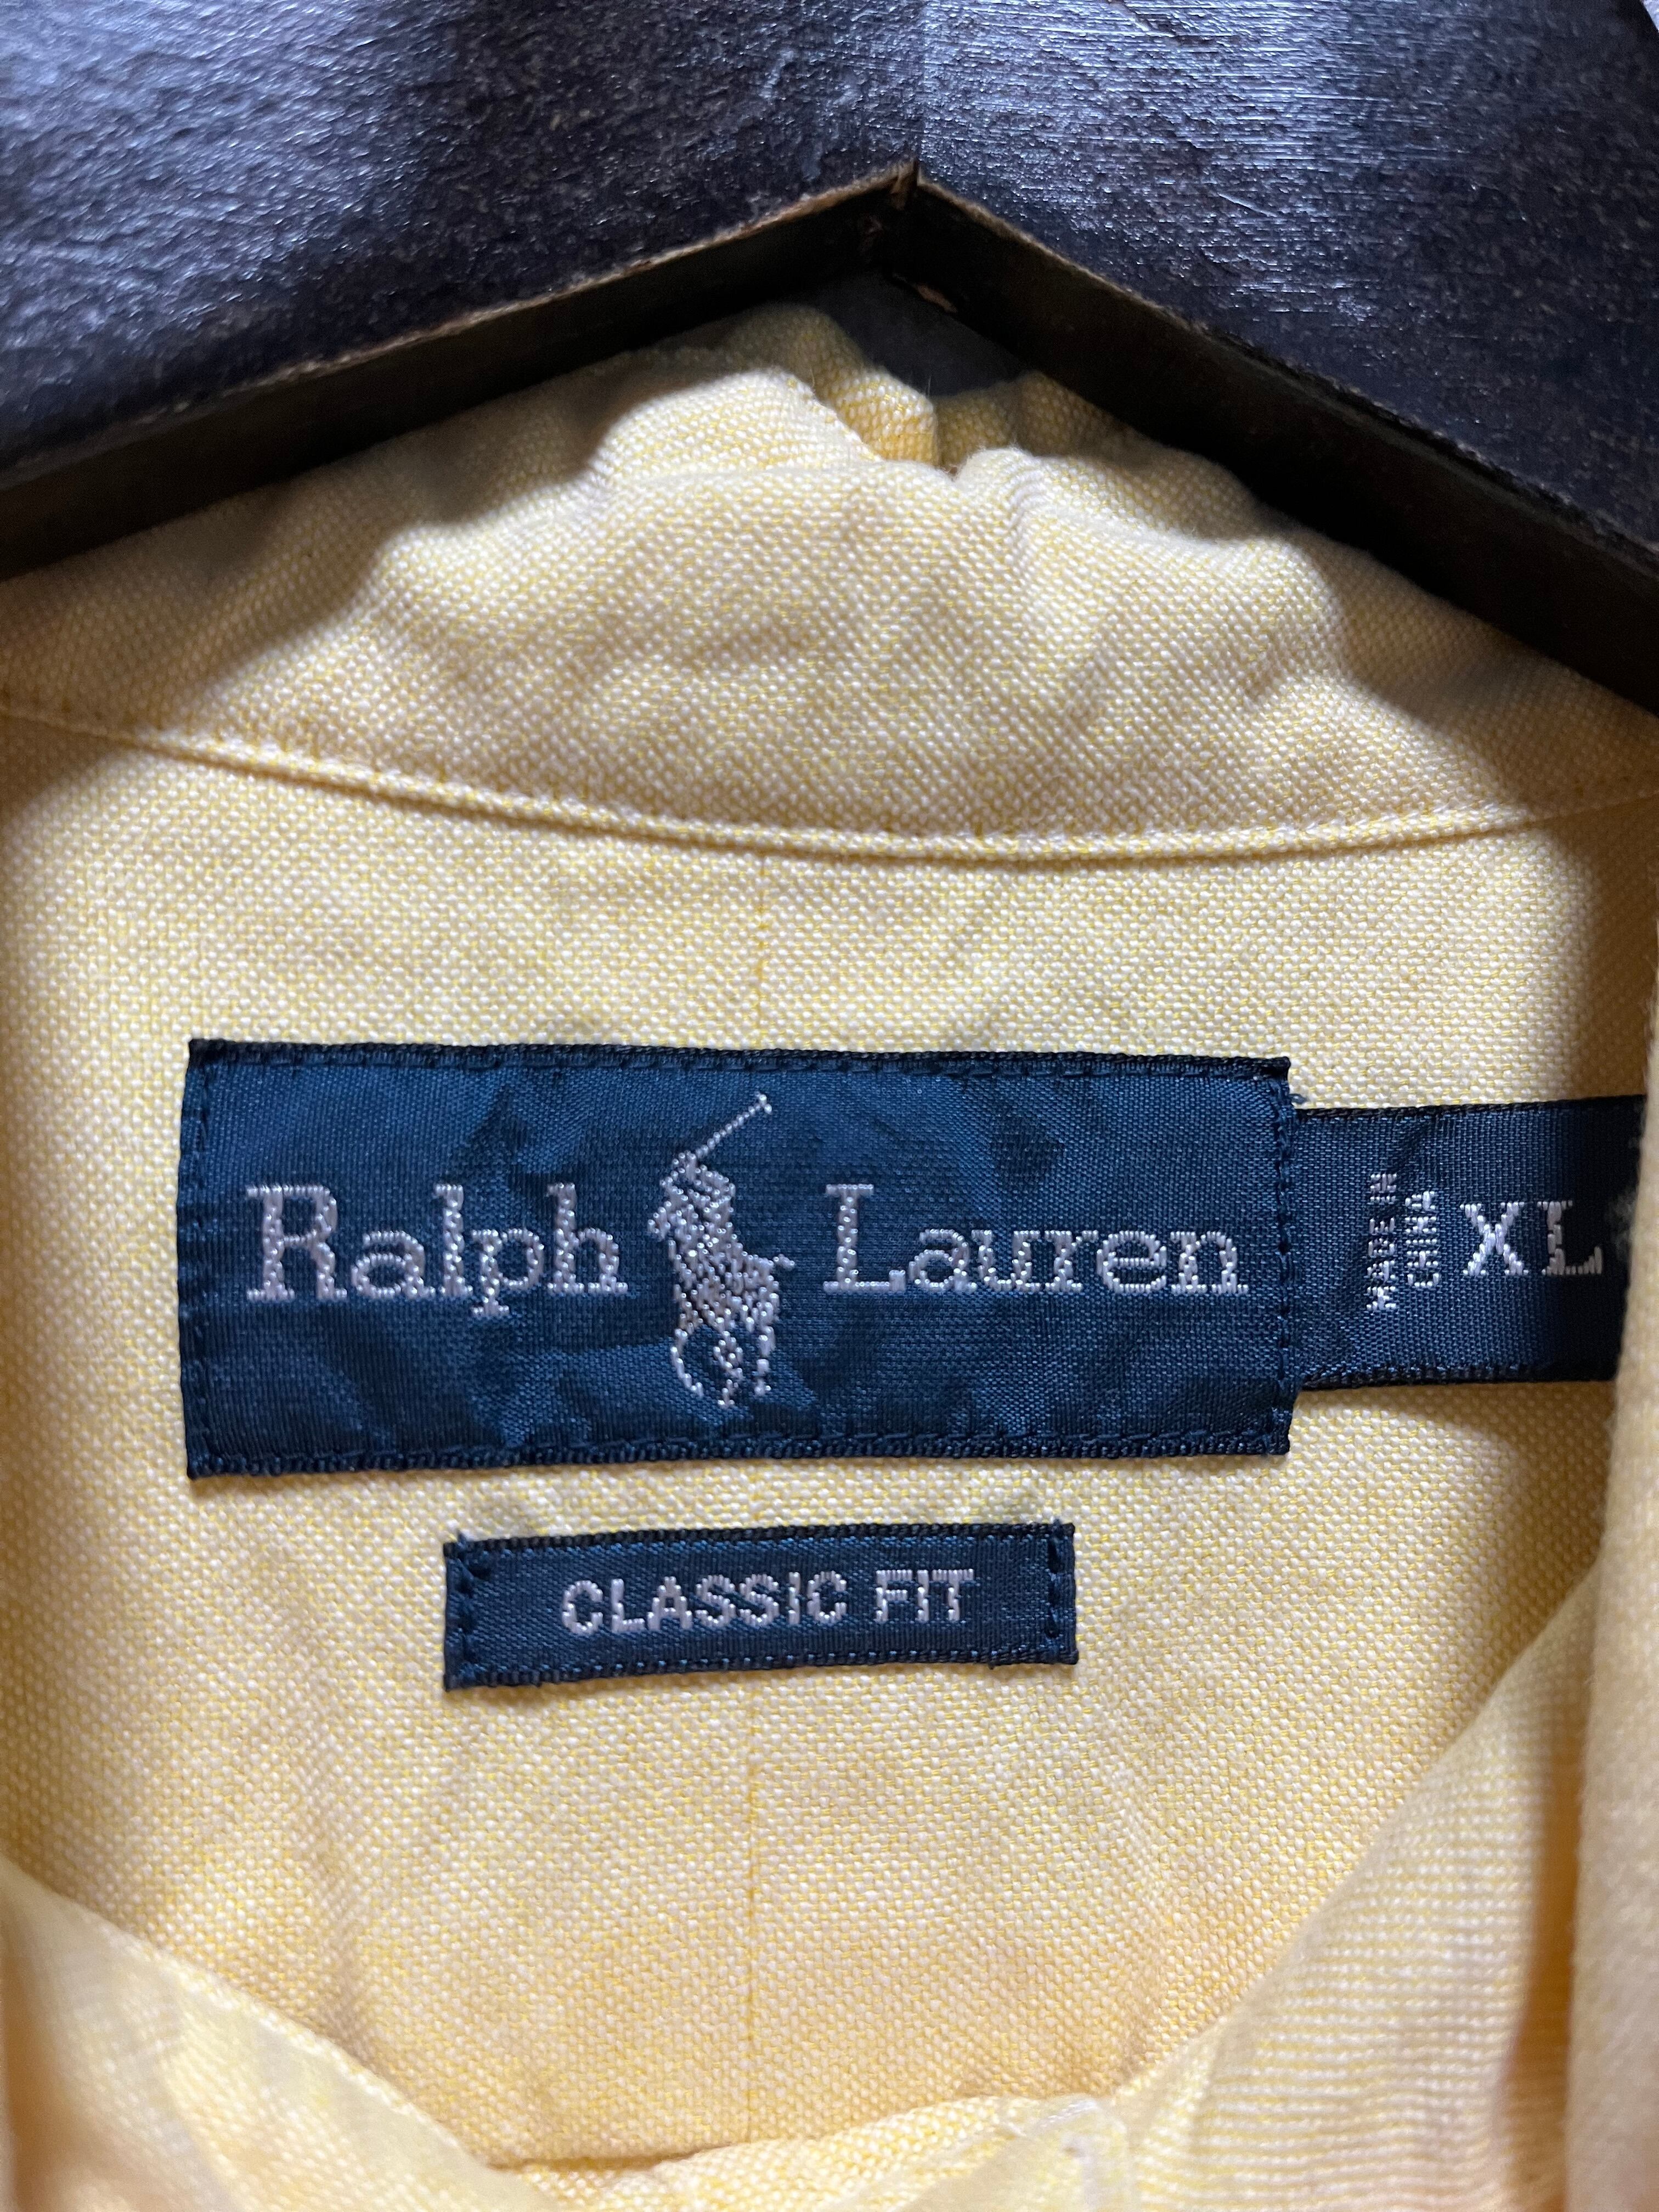 Ralph Lauren
MADE IN
CHINA
XL
CLASSIC FIT